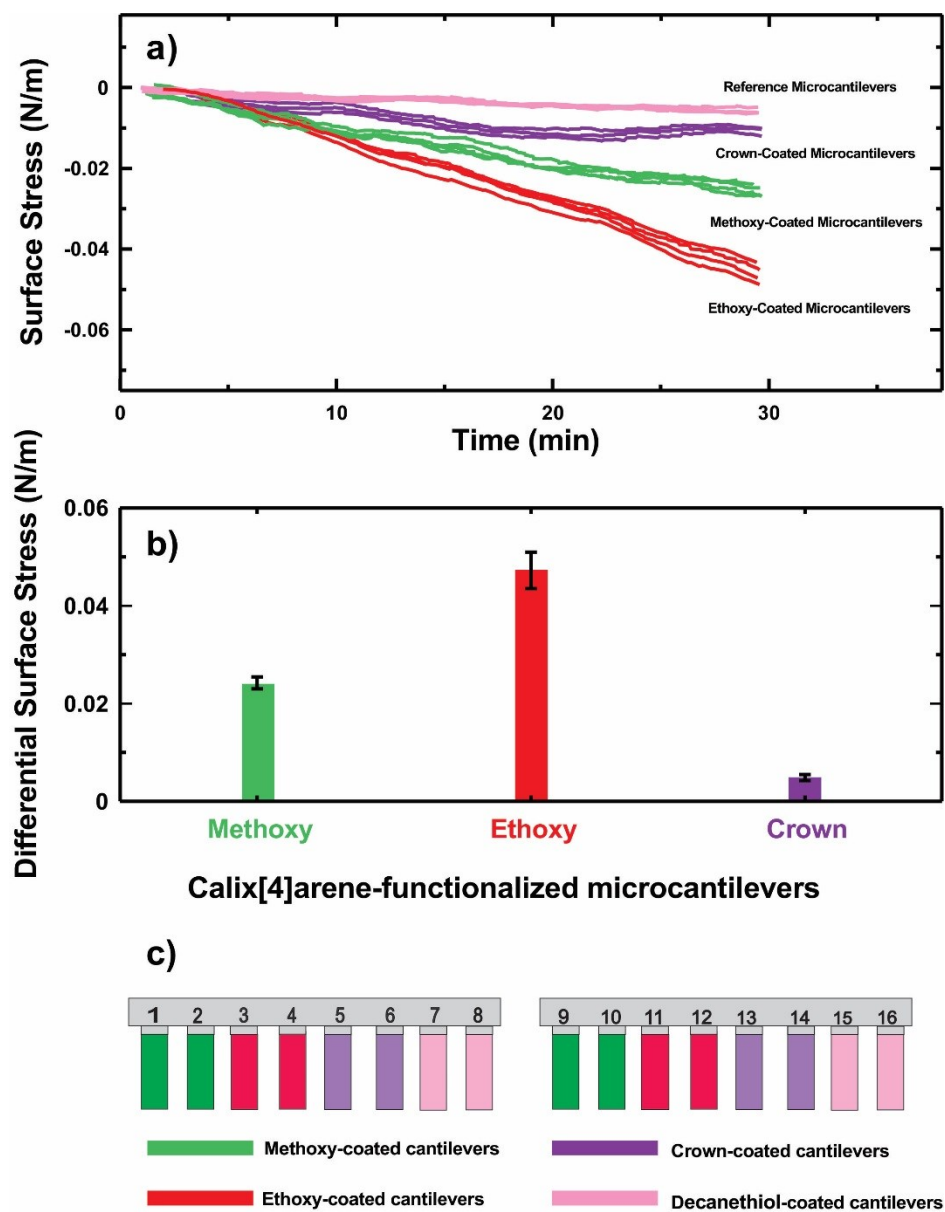 a)
Surface Stress (N/m)
0
-0.02
-0.04
-0.06
Reference Microcantilevers
Crown-Coated Microcantilevers
Methoxy-Coated Microcantilevers
Ethoxy-Coated Microcantilevers
0 10 20 30
Time (min)
b)
Differential Surface Stress (N/m)
0.06
0.04
0.02
0
Methoxy Ethoxy Crown
Calix[4]arene-functionalized microcantilevers
c)
1 2 3 4 5 6 7 8 9 10 11 12 13 14 15 16
Methoxy-coated cantilevers Crown-coated cantilevers
Ethoxy-coated cantilevers Decanethiol-coated cantilevers